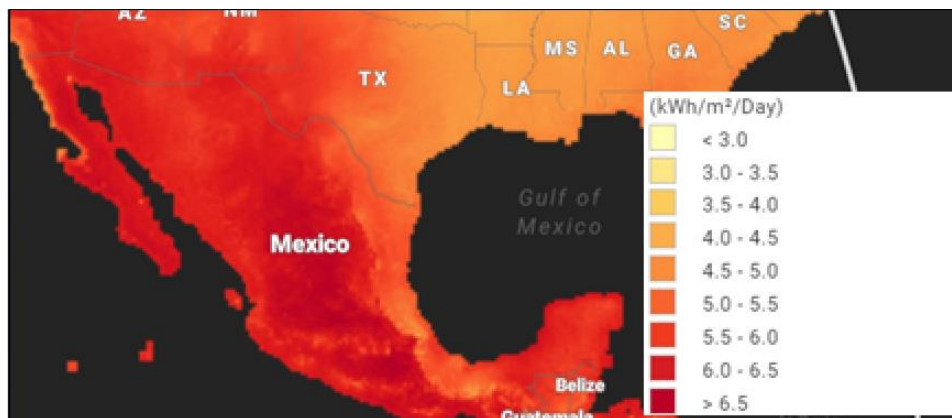 AZ
NM
SC
MS
AL
GA
TX
LA
(kWh/m²/Day)
< 3.0
3.0 - 3.5
3.5 - 4.0
4.0 - 4.5
4.5 - 5.0
5.0 - 5.5
5.5 - 6.0
6.0 - 6.5
> 6.5
Gulf of
Mexico
Mexico
Belize
Guatemala